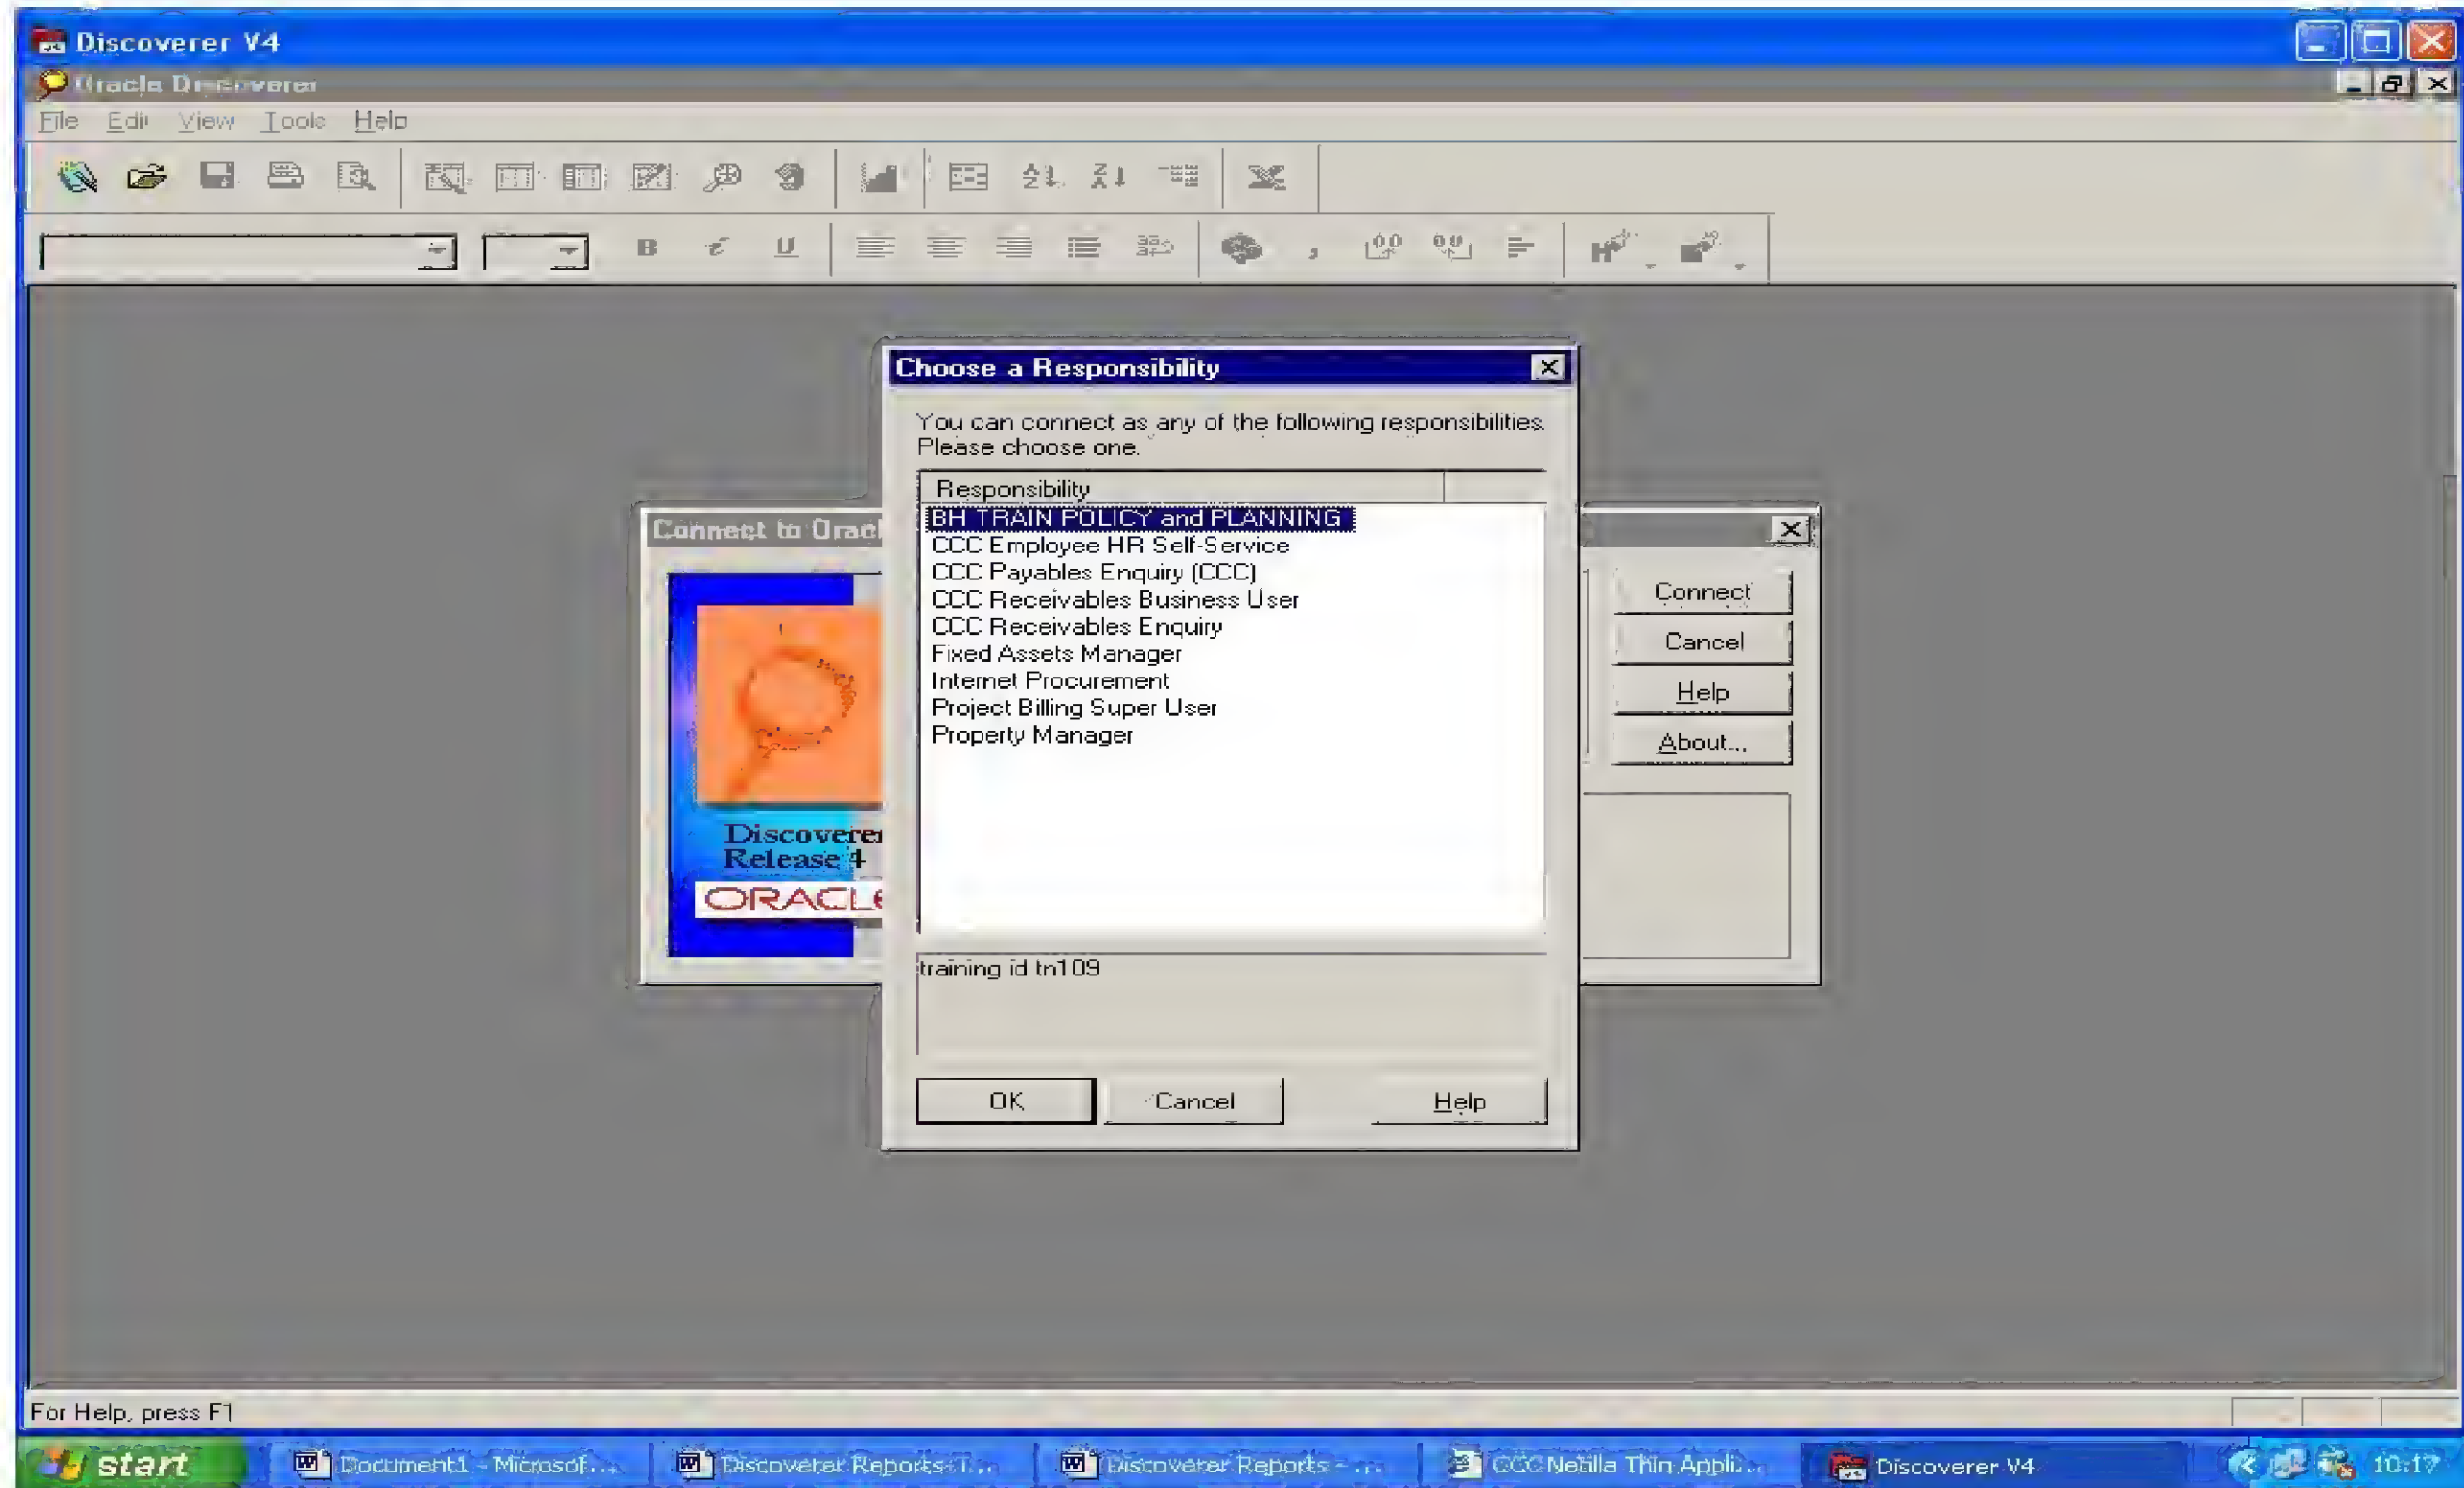 Discoverer V4
Oracle Discoverer
File Edit View Tools Help
B U
Choose a Responsibility
You can connect as any of the following responsibilities.
Please choose one.
Responsibility
BH TRAIN POLICY and PLANNING
CCC Employee HR Self-Service
CCC Payables Enquiry (CCC)
CCC Receivables Business User
CCC Receivables Enquiry
Fixed Assets Manager
Internet Procurement
Project Billing Super User
Property Manager
training id tn109
OK Cancel Help
Connect to Oracl
Discoverer
Release 4
ORACLE
Connect
Cancel
Help
About...
For Help, press F1
start Document1 - Microsof... Discoverer Reports-T... Discoverer Reports - ... CCC Netilla Thin Appli... Discoverer V4 10:17